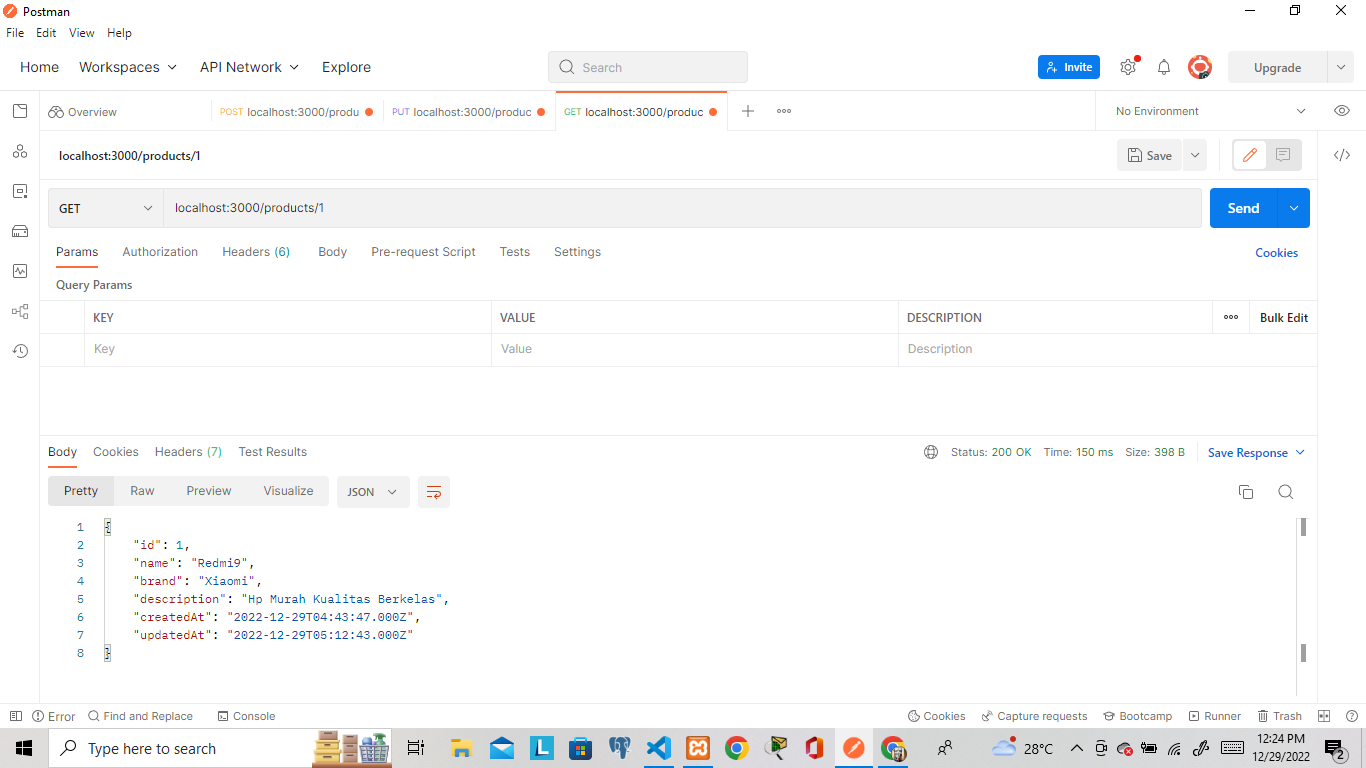 Postman
File Edit View Help
Home Workspaces API Network Explore Search Invite Upgrade
Overview POST localhost:3000/produ PUT localhost:3000/produc GET localhost:3000/produc No Environment
localhost:3000/products/1 Save
GET localhost:3000/products/1 Send
Params Authorization Headers (6) Body Pre-request Script Tests Settings Cookies
Query Params
KEY VALUE DESCRIPTION Bulk Edit
Key Value Description
Body Cookies Headers (7) Test Results Status: 200 OK Time: 150 ms Size: 398 B Save Response
Pretty Raw Preview Visualize JSON
1 {
2 "id": 1,
3 "name": "Redmi9",
4 "brand": "Xiaomi",
5 "description": "Hp Murah Kualitas Berkelas",
6 "createdAt": "2022-12-29T04:43:47.000Z",
7 "updatedAt": "2022-12-29T05:12:43.000Z"
8 }
Error Find and Replace Console Cookies Capture requests Bootcamp Runner Trash
Type here to search L 28°C 12:24 PM
12/29/2022 2